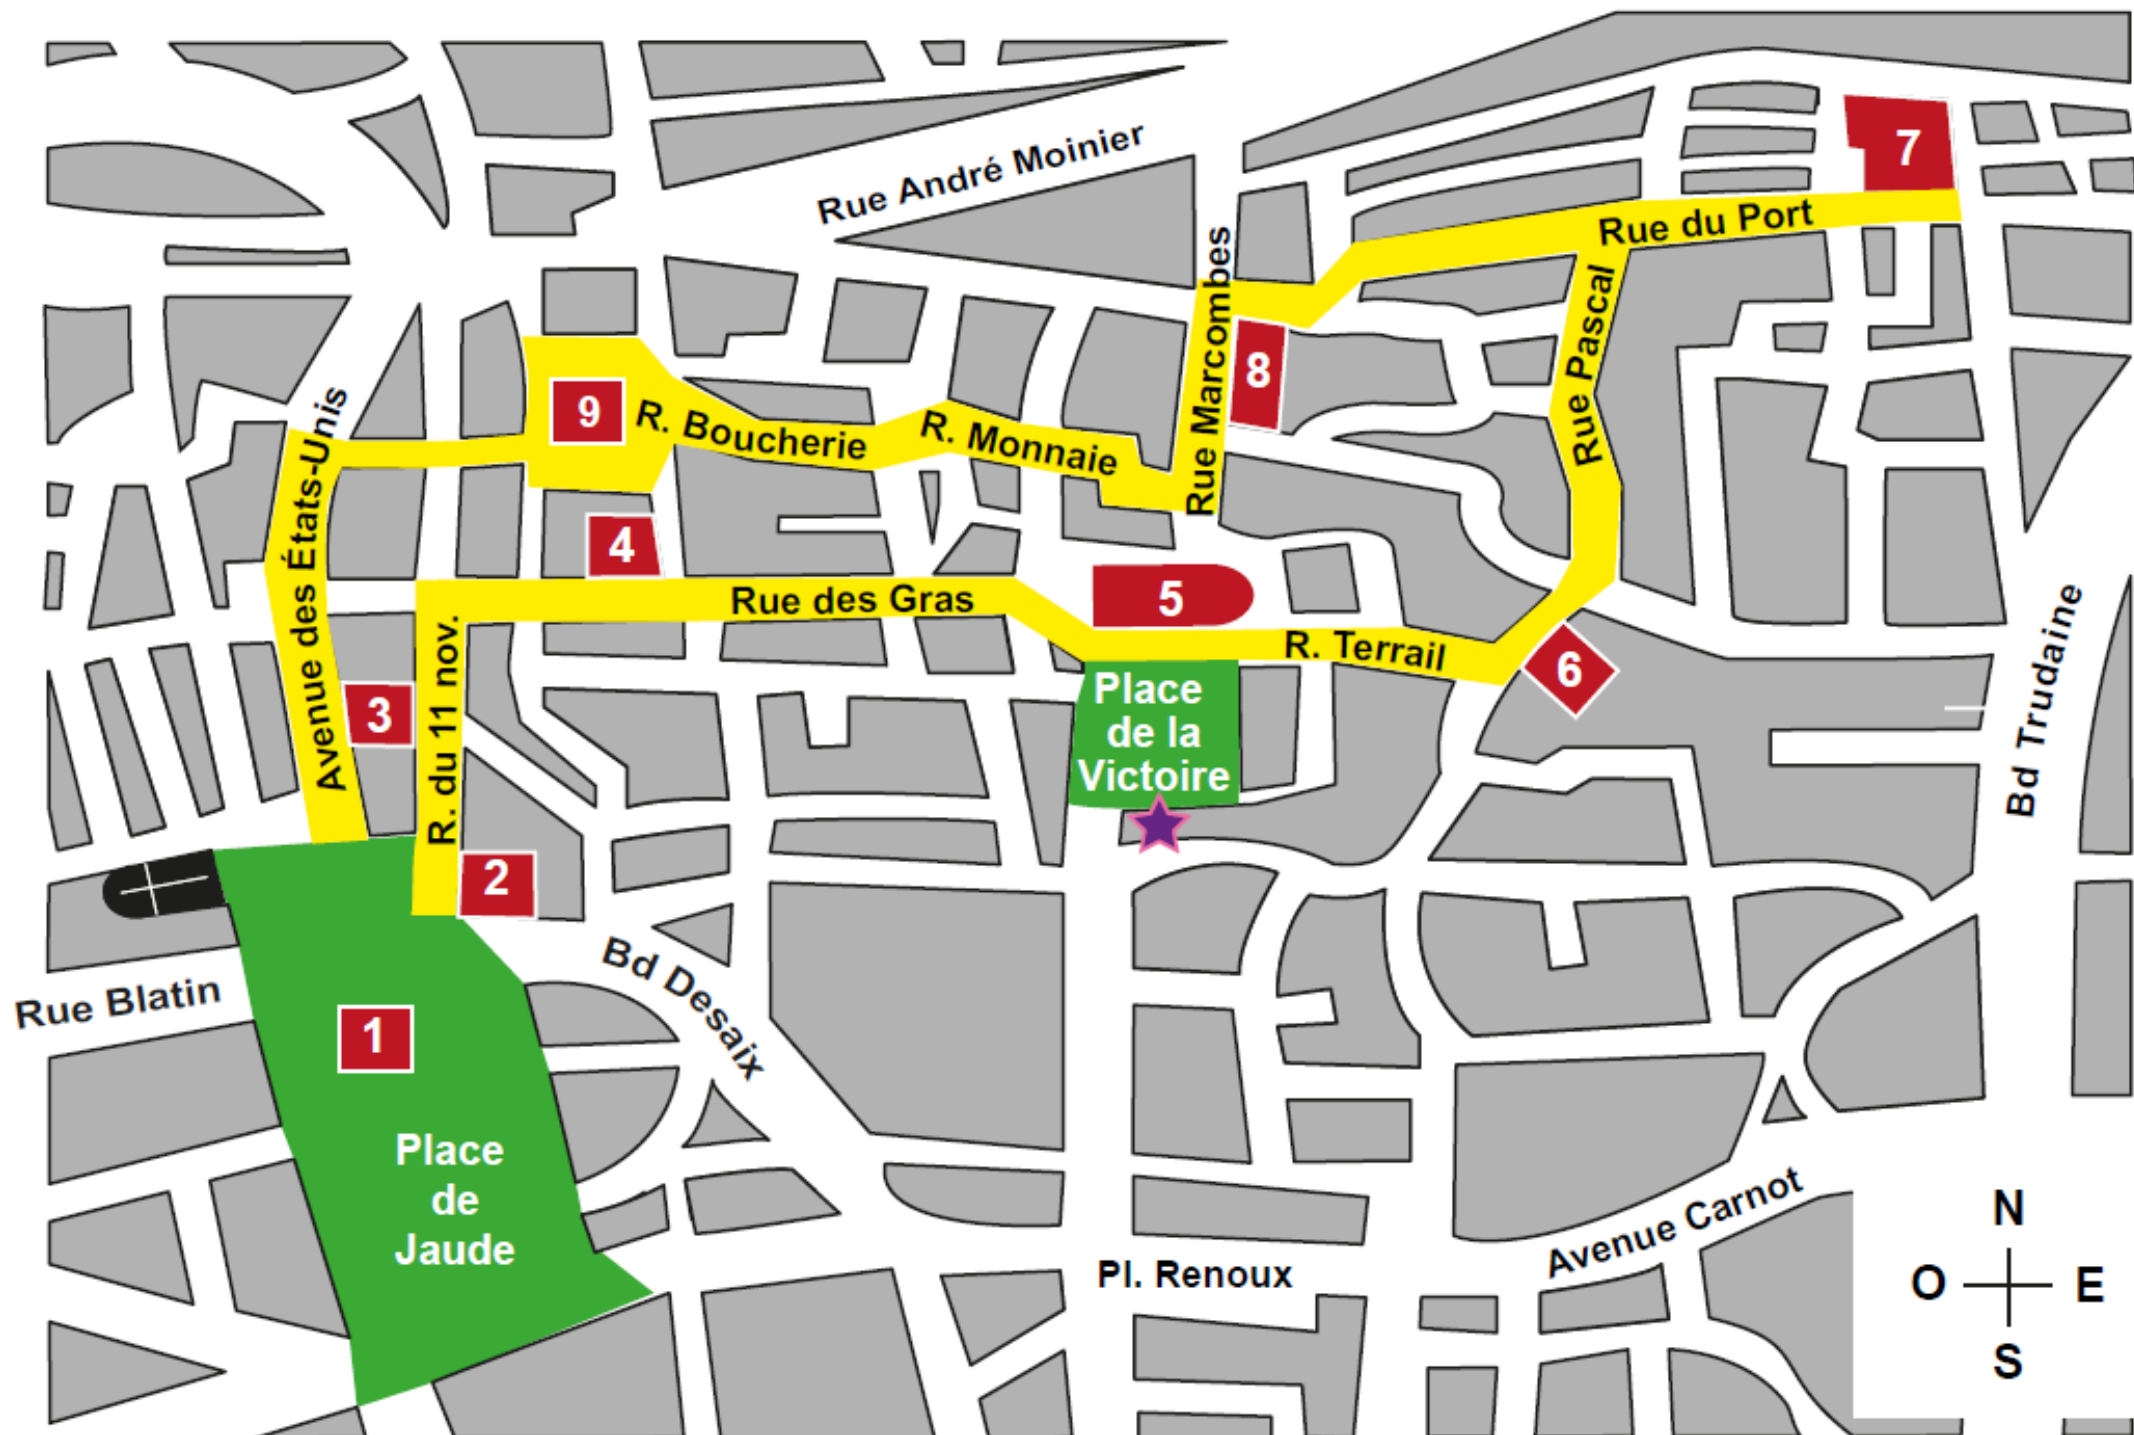 Rue André Moinier
7
Rue du Port
Rue Marcombes
Rue Pascal
8
9
R. Boucherie
R. Monnaie
Avenue des États-Unis
4
5
Rue des Gras
R. Terrail
6
R. du 11 nov.
3
Place
de la
Victoire
Bd Trudaine
2
Bd Desaix
Rue Blatin
1
Place
de
Jaude
Pl. Renoux
Avenue Carnot
N
O
E
S